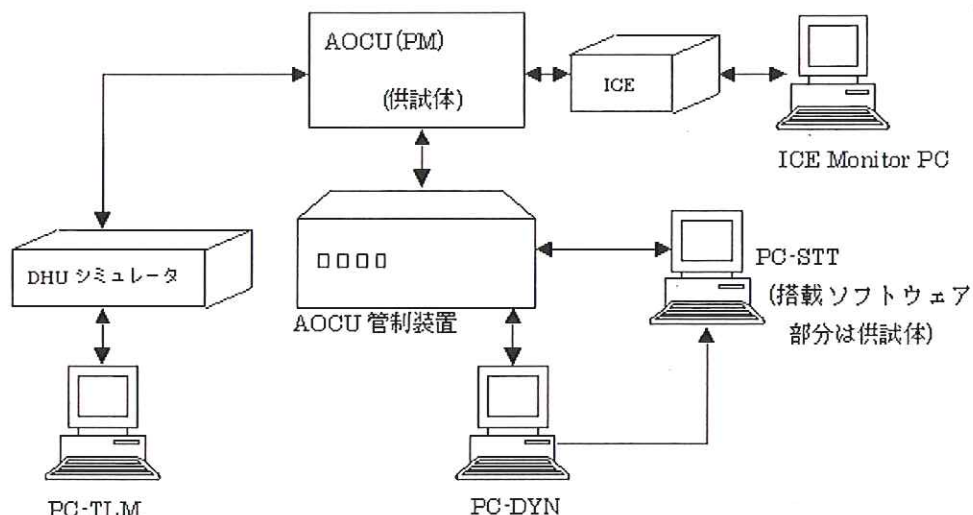 AOCU(PM)
(供試体)
ICE
ICE Monitor PC
DHU シミュレータ
AOCU 管制装置
PC-STT
(搭載ソフトウェア
部分は供試体)
PC-TLM
PC-DYN